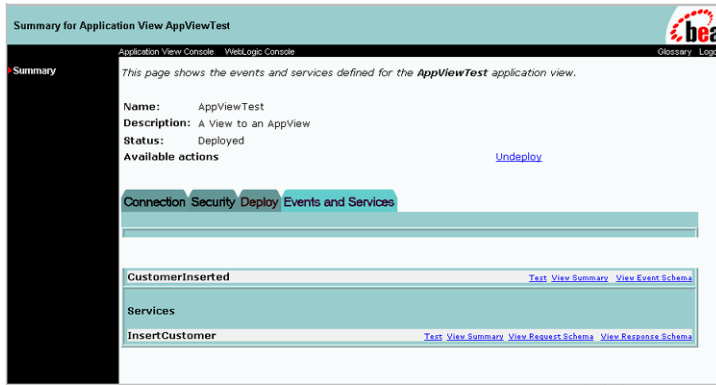 Summary for Application View AppViewTest
bea
Application View Console WebLogic Console Glossary Logo
Summary
This page shows the events and services defined for the AppViewTest application view.
Name: AppViewTest
Description: A View to an AppView
Status: Deployed
Available actions Undeploy
Connection Security Deploy Events and Services
CustomerInserted Test View Summary View Event Schema
Services
InsertCustomer Test View Summary View Request Schema View Response Schema